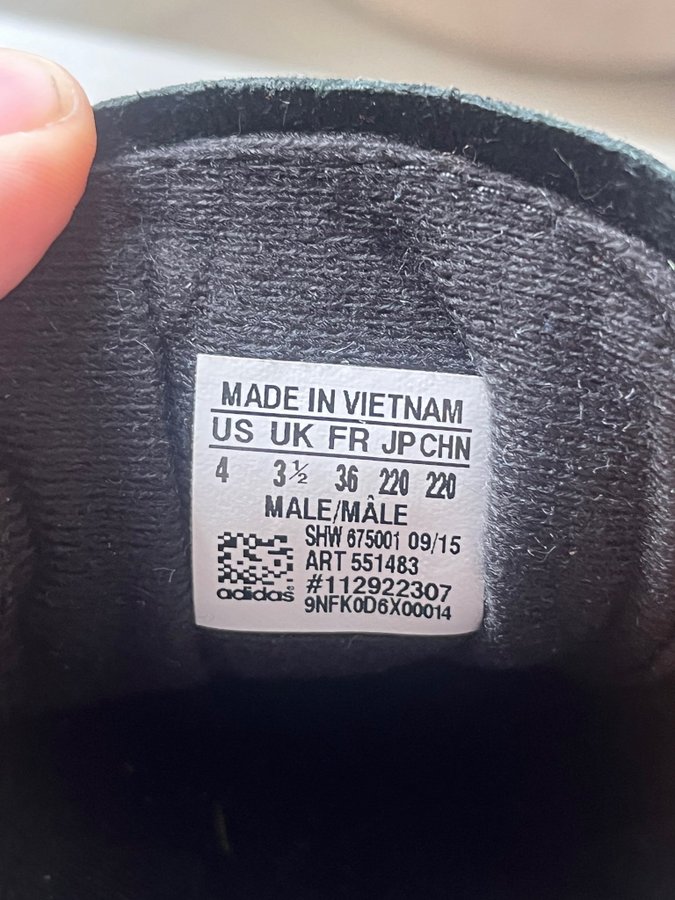 MADE IN VIETNAM
US UK FR JP CHN
4 3½ 36 220 220
MALE/MÂLE
SHW 675001 09/15
ART 551483
#112922307
adidas 9NFK0D6X00014